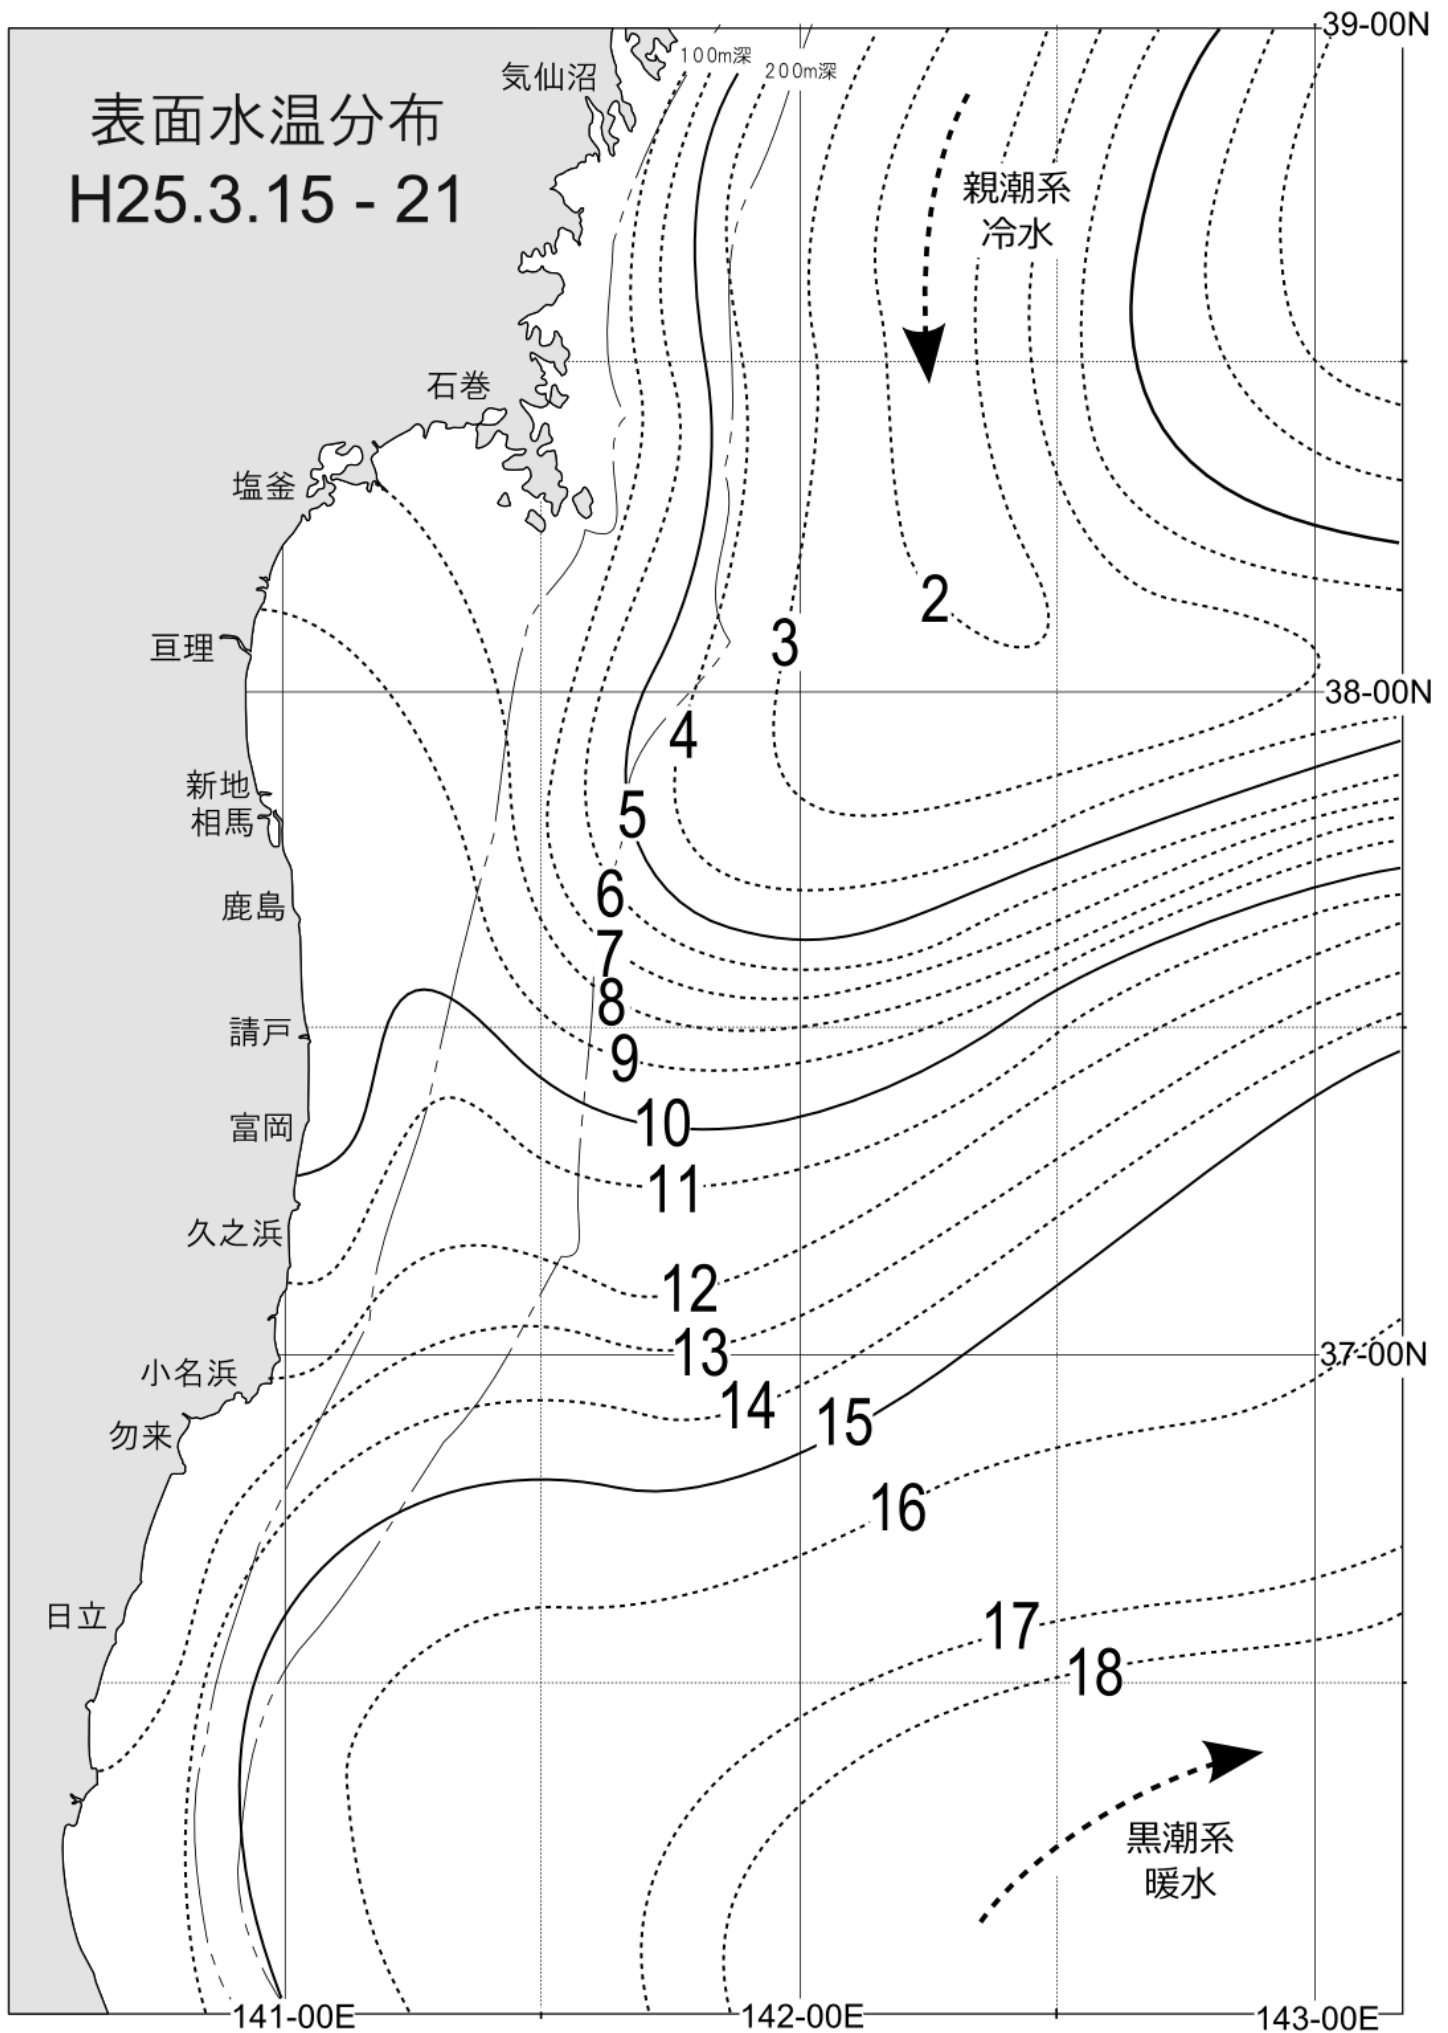 39-00N
100m深
200m深
気仙沼
表面水温分布
H25.3.15 - 21
親潮系
冷水
石巻
塩釜
2
亘理
3
38-00N
4
新地
相馬
5
鹿島
6
7
8
請戸
9
富岡
10
11
久之浜
12
13
37-00N
小名浜
14
15
勿来
16
日立
17
18
黒潮系
暖水
141-00E
142-00E
143-00E